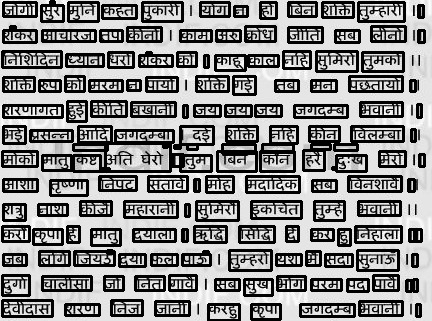 जोगी सुर मुनि कहत पुकारी । योग न हो बिन शक्ति तुम्हारी ॥
शंकर आचारज तप कीनो । काम अरु क्रोध जीति सब लीनो ॥
निशिदिन ध्यान धरो शंकर को । काहू काल नहिं सुमिरो तुमको ॥
शक्ति रूप को मरम न पायो । शक्ति गई तब मन पछतायो ॥
शरणागत हुई कीर्ति बखानी । जय जय जय जगदम्ब भवानी ॥
भई प्रसन्न आदि जगदम्बा । दई शक्ति नहिं कीन विलम्बा ॥
मोको मातु कष्ट अति घेरो । तुम बिन कौन हरै दुःख मेरो ॥
आशा तृष्णा निपट सतावे । मोह मदादिक सब विनशावे ॥
शत्रु नाश कीजै महारानी । सुमिरौं इकचित तुम्हें भवानी ॥
करो कृपा हे मातु दयाला । ऋद्धि सिद्धि दे करहु निहाला ॥
जब लगि जियउं दया फल पाऊं । तुम्हरो यश मैं सदा सुनाऊं ॥
दुर्गा चालीसा जो नित गावै । सब सुख भोग परम पद पावै ॥
देवीदास शरण निज जानी । करहु कृपा जगदम्ब भवानी ॥